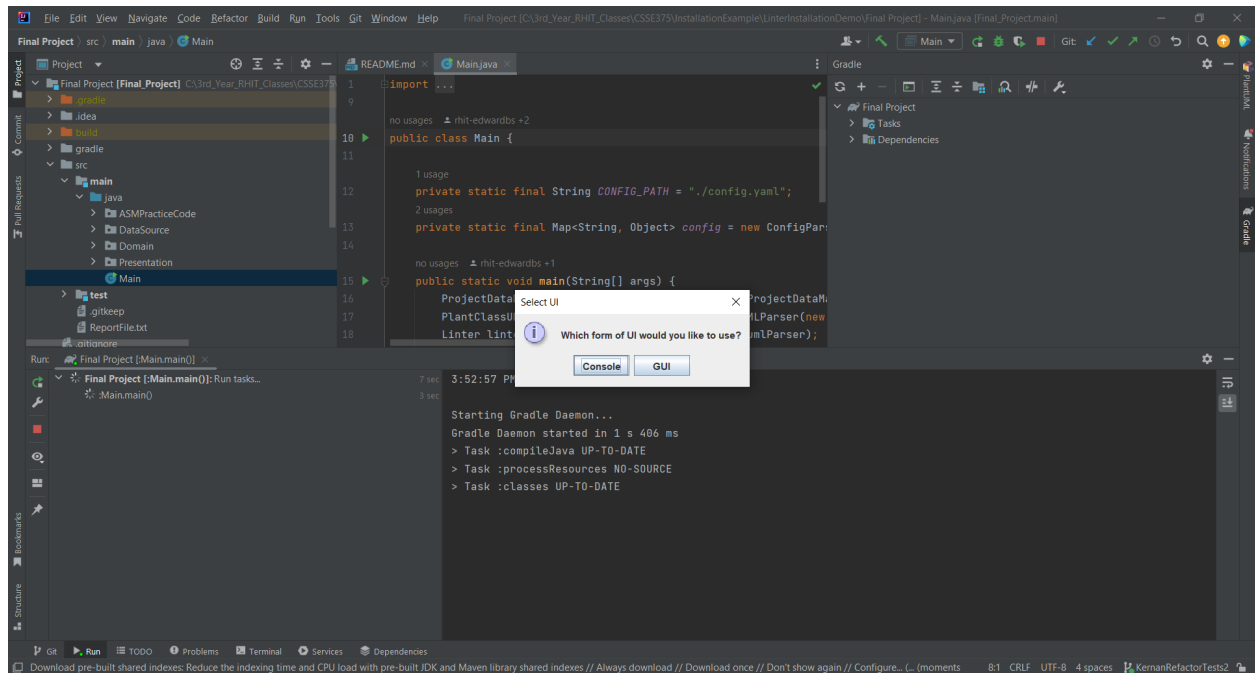 File Edit View Navigate Code Refactor Build Run Tools Git Window Help Final Project [C:\3rd_Year_RHIT_Classes\CSSE375\InstallationExample\LinterInstallationDemo\Final Project] - Main.java [Final_Project.main]
Final Project src main java Main
Main
Git:
Project
Final Project [Final_Project] C:\3rd_Year_RHIT_Classes\CSSE375\
.gradle
.idea
build
gradle
src
main
java
ASMPracticeCode
DataSource
Domain
Presentation
Main
test
.gitkeep
ReportFile.txt
.gitignore
README.md Main.java
1 import ...
9
no usages rhit-edwardbs +2
10 public class Main {
11
1 usage
12 private static final String CONFIG_PATH = "./config.yaml";
2 usages
13 private static final Map<String, Object> config = new ConfigPar
14
no usages rhit-edwardbs +1
15 public static void main(String[] args) {
16 ProjectData ProjectDataMa
17 PlantClassU MLParser(new
18 Linter lint umlParser);
Gradle
Final Project
Tasks
Dependencies
Select UI
Which form of UI would you like to use?
Console GUI
Run: Final Project [:Main.main()]
Final Project [:Main.main()]: Run tasks... 7 sec
:Main.main() 3 sec
3:52:57 PM
Starting Gradle Daemon...
Gradle Daemon started in 1 s 406 ms
> Task :compileJava UP-TO-DATE
> Task :processResources NO-SOURCE
> Task :classes UP-TO-DATE
Project
Commit
Pull Requests
Bookmarks
Structure
PlantUML
Notifications
Gradle
Git Run TODO Problems Terminal Services Dependencies
Download pre-built shared indexes: Reduce the indexing time and CPU load with pre-built JDK and Maven library shared indexes // Always download // Download once // Don't show again // Configure... (... (moments 8:1 CRLF UTF-8 4 spaces KernanRefactorTests2